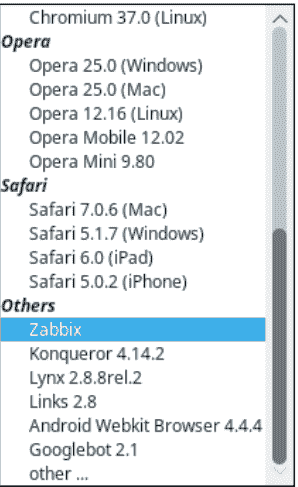 Chromium 37.0 (Linux)
Opera
Opera 25.0 (Windows)
Opera 25.0 (Mac)
Opera 12.16 (Linux)
Opera Mobile 12.02
Opera Mini 9.80
Safari
Safari 7.0.6 (Mac)
Safari 5.1.7 (Windows)
Safari 6.0 (iPad)
Safari 5.0.2 (iPhone)
Others
Zabbix
Konqueror 4.14.2
Lynx 2.8.8rel.2
Links 2.8
Android Webkit Browser 4.4.4
Googlebot 2.1
other ...